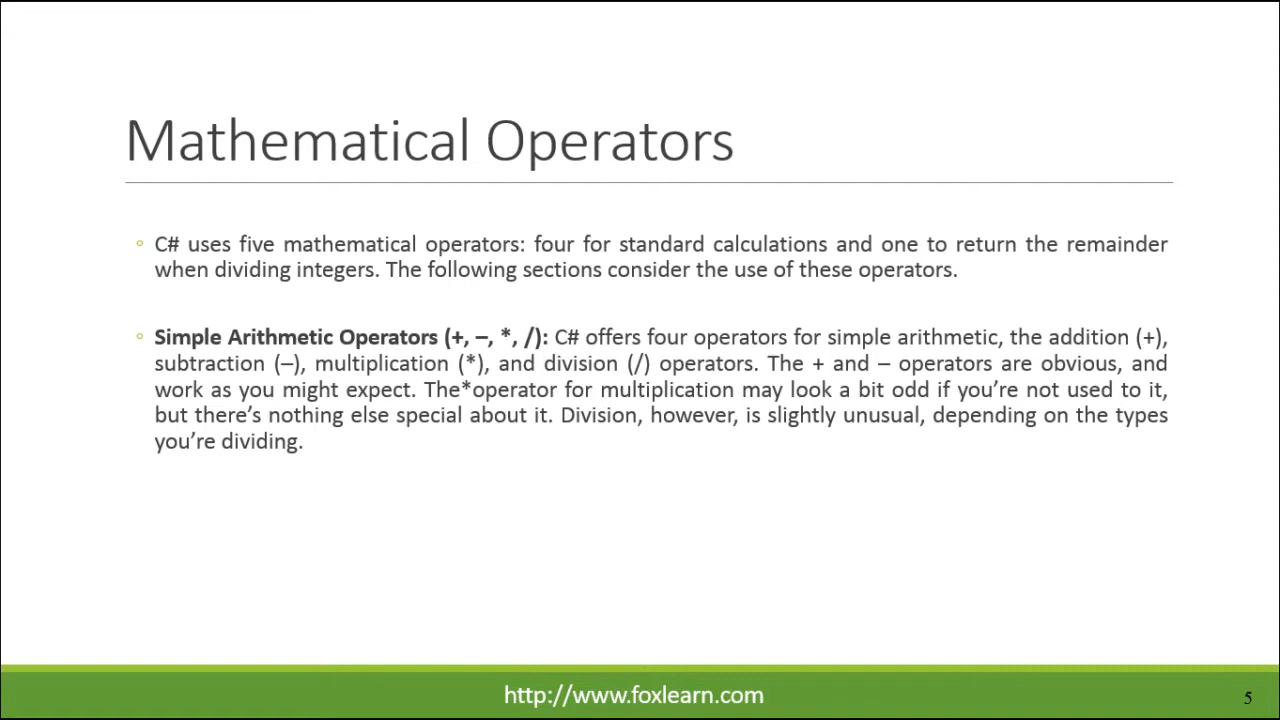 Mathematical Operators
◦ C# uses five mathematical operators: four for standard calculations and one to return the remainder
when dividing integers. The following sections consider the use of these operators.
◦ Simple Arithmetic Operators (+, –, *, /): C# offers four operators for simple arithmetic, the addition (+),
subtraction (–), multiplication (*), and division (/) operators. The + and – operators are obvious, and
work as you might expect. The*operator for multiplication may look a bit odd if you’re not used to it,
but there’s nothing else special about it. Division, however, is slightly unusual, depending on the types
you’re dividing.
http://www.foxlearn.com
5